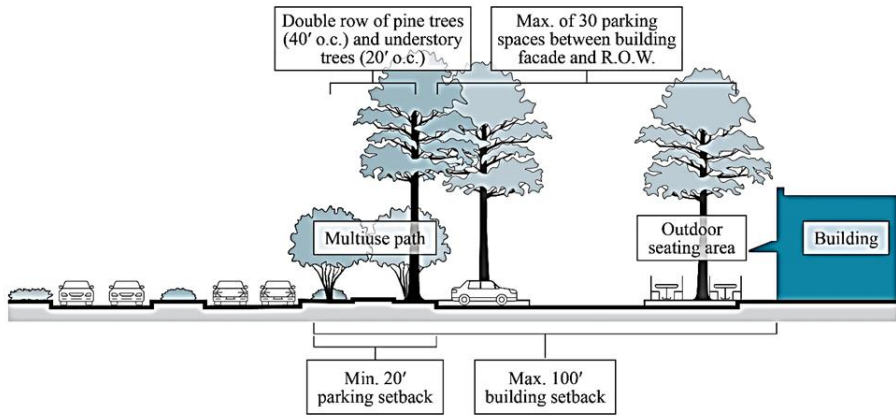 Double row of pine trees
(40′ o.c.) and understory
trees (20′ o.c.)
Max. of 30 parking
spaces between building
facade and R.O.W.
Multiuse path
Outdoor
seating area
Building
Min. 20′
parking setback
Max. 100′
building setback